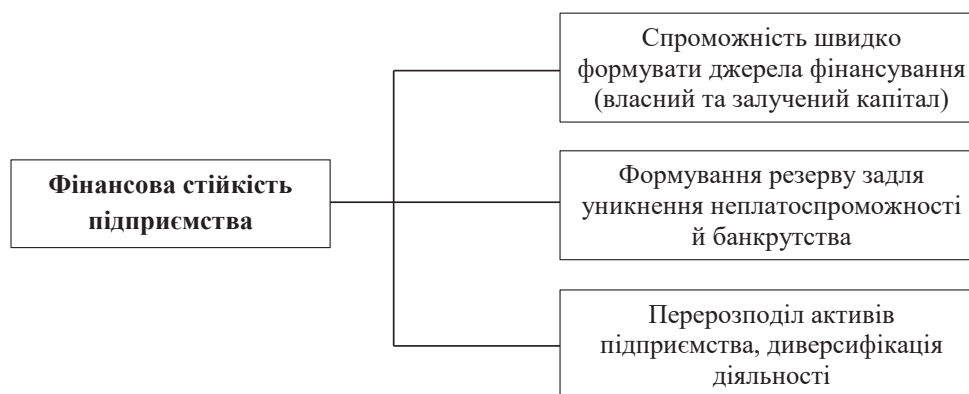 Спроможність швидко
формувати джерела фінансування
(власний та залучений капітал)
Фінансова стійкість
підприємства
Формування резерву задля
уникнення неплатоспроможності
й банкрутства
Перерозподіл активів
підприємства, диверсифікація
діяльності